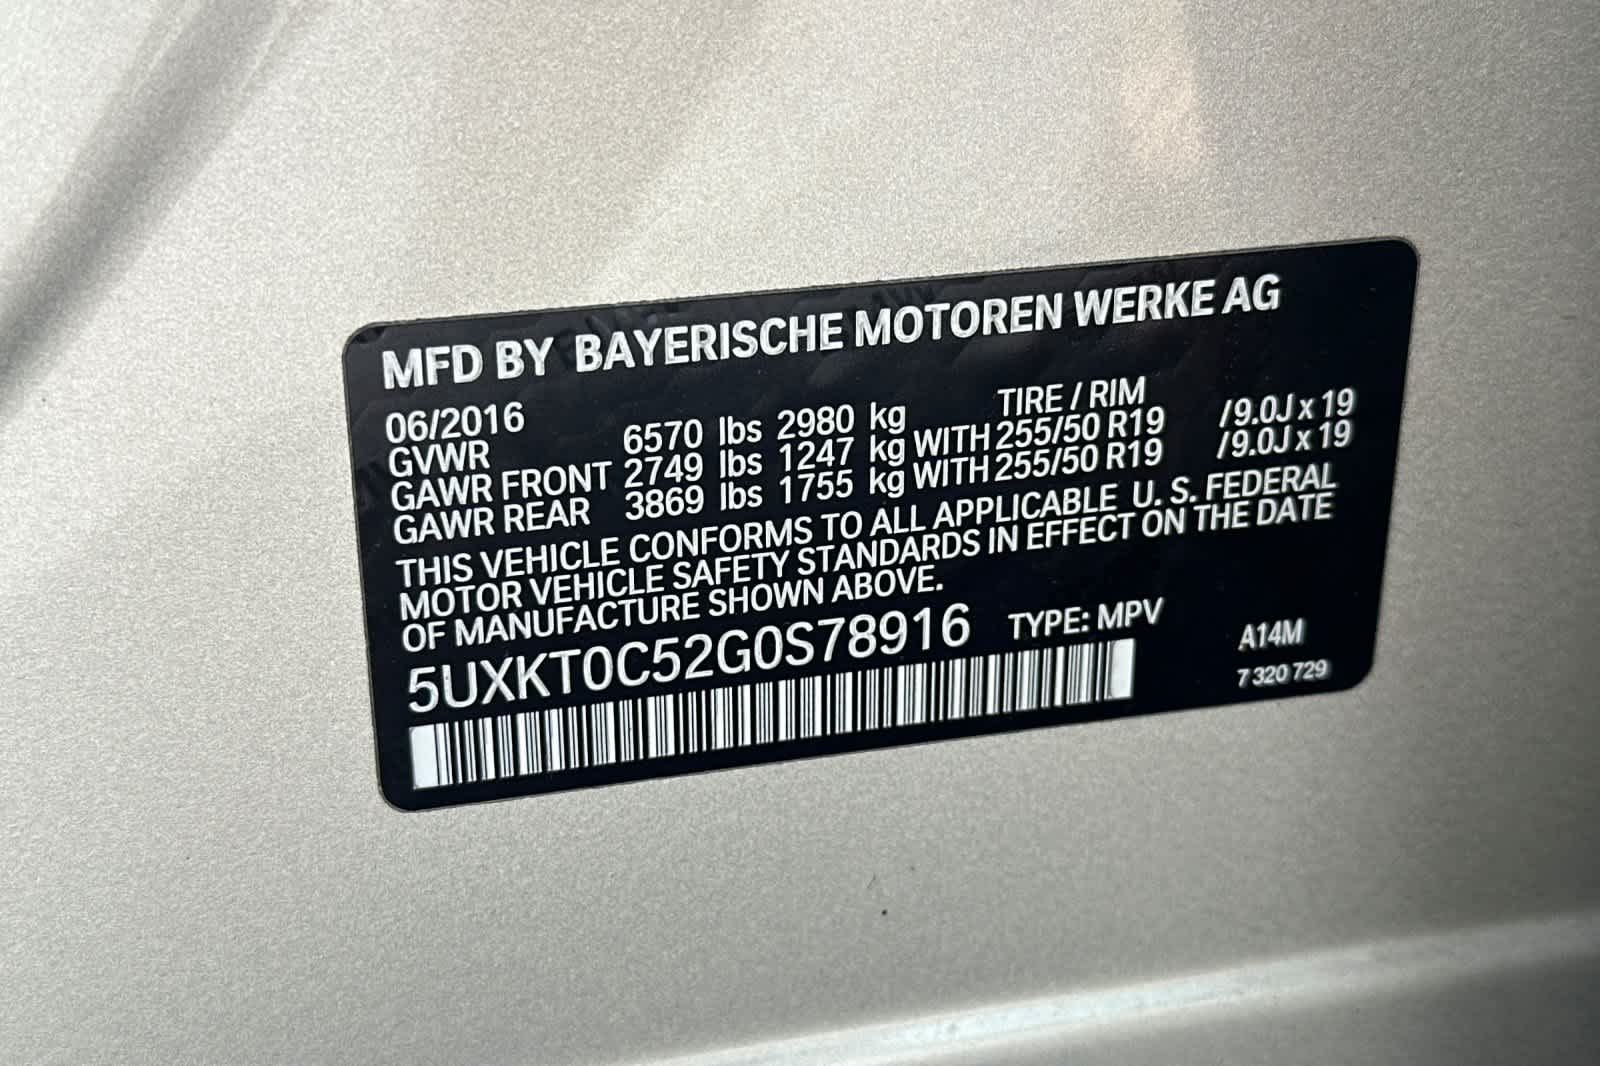 MFD BY BAYERISCHE MOTOREN WERKE AG
06/2016 TIRE / RIM
GVWR 6570 lbs 2980 kg
GAWR FRONT 2749 lbs 1247 kg WITH 255/50 R19 /9.0J x 19
GAWR REAR 3869 lbs 1755 kg WITH 255/50 R19 /9.0J x 19
THIS VEHICLE CONFORMS TO ALL APPLICABLE U. S. FEDERAL
MOTOR VEHICLE SAFETY STANDARDS IN EFFECT ON THE DATE
OF MANUFACTURE SHOWN ABOVE.
5UXKT0C52G0S78916 TYPE: MPV A14M
7 320 729